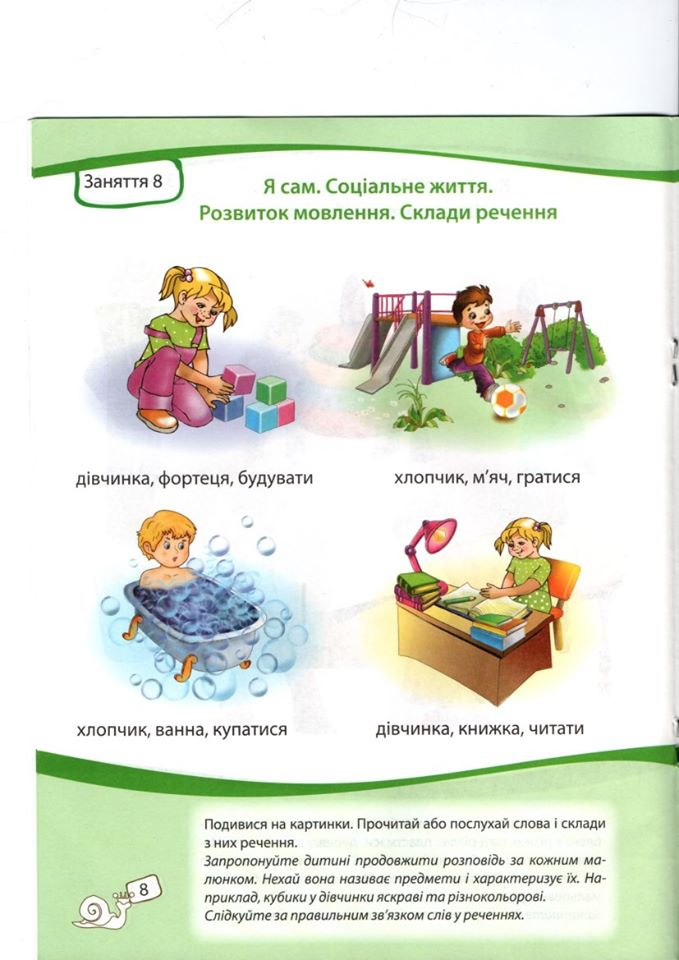 Заняття 8
Я сам. Соціальне життя.
Розвиток мовлення. Склади речення
дівчинка, фортеця, будувати
хлопчик, м’яч, гратися
хлопчик, ванна, купатися
дівчинка, книжка, читати
Подивися на картинки. Прочитай або послухай слова і склади
з них речення.
Запропонуйте дитині продовжити розповідь за кожним ма-
люнком. Нехай вона називає предмети і характеризує їх. На-
приклад, кубики у дівчинки яскраві та різнокольорові.
Слідкуйте за правильним зв’язком слів у реченнях.
8